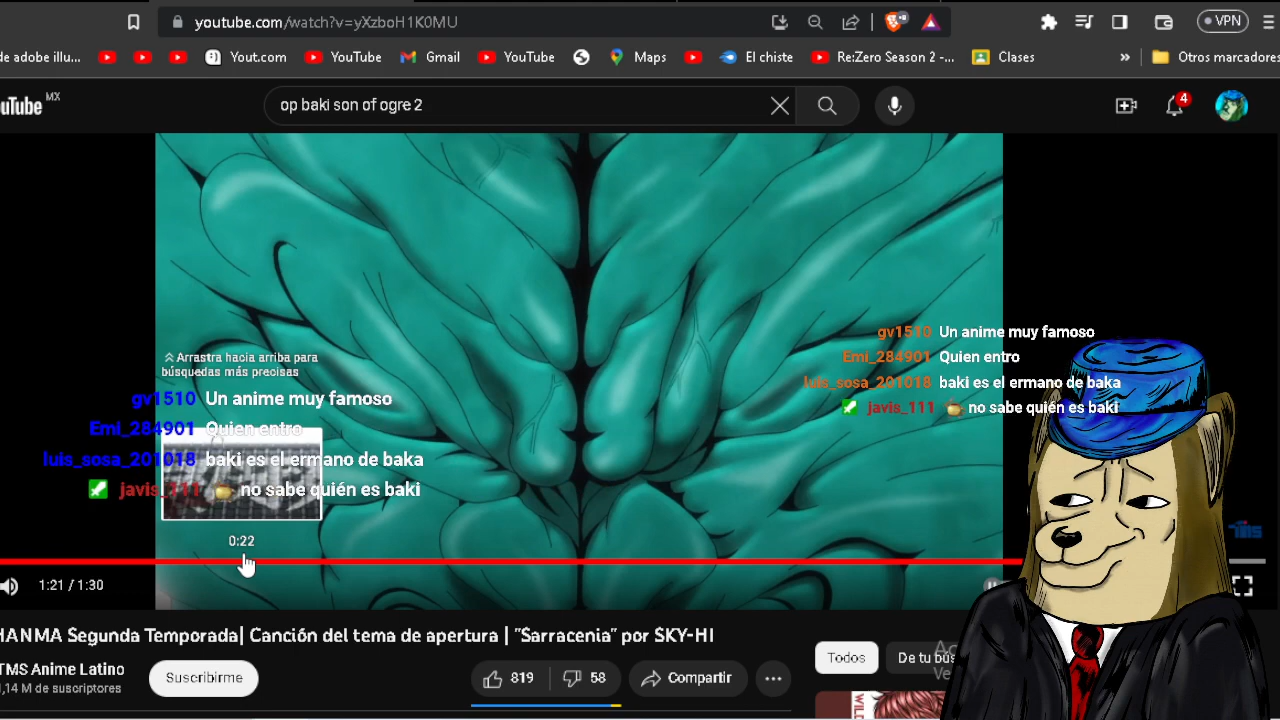 youtube.com/watch?v=yXzboH1K0MU
VPN
de adobe illu...
Yout.com
YouTube
Gmail
YouTube
Maps
El chiste
Re:Zero Season 2 -...
Clases
»
Otros marcadores
uTube MX
op baki son of ogre 2
4
gv1510 Un anime muy famoso
Emi_284901 Quien entro
luis_sosa_201018 baki es el ermano de baka
javis_111 no sabe quién es baki
Arrastra hacia arriba para
búsquedas más precisas
gv1510 Un anime muy famoso
Emi_284901 Quien entro
luis_sosa_201018 baki es el ermano de baka
javis_111 no sabe quién es baki
0:22
TMS
1:21 / 1:30
HANMA Segunda Temporada| Canción del tema de apertura | "Sarracenia" por SKY-HI
TMS Anime Latino
1,14 M de suscriptores
Suscribirme
819
58
Compartir
Todos
De tu bús
WILD